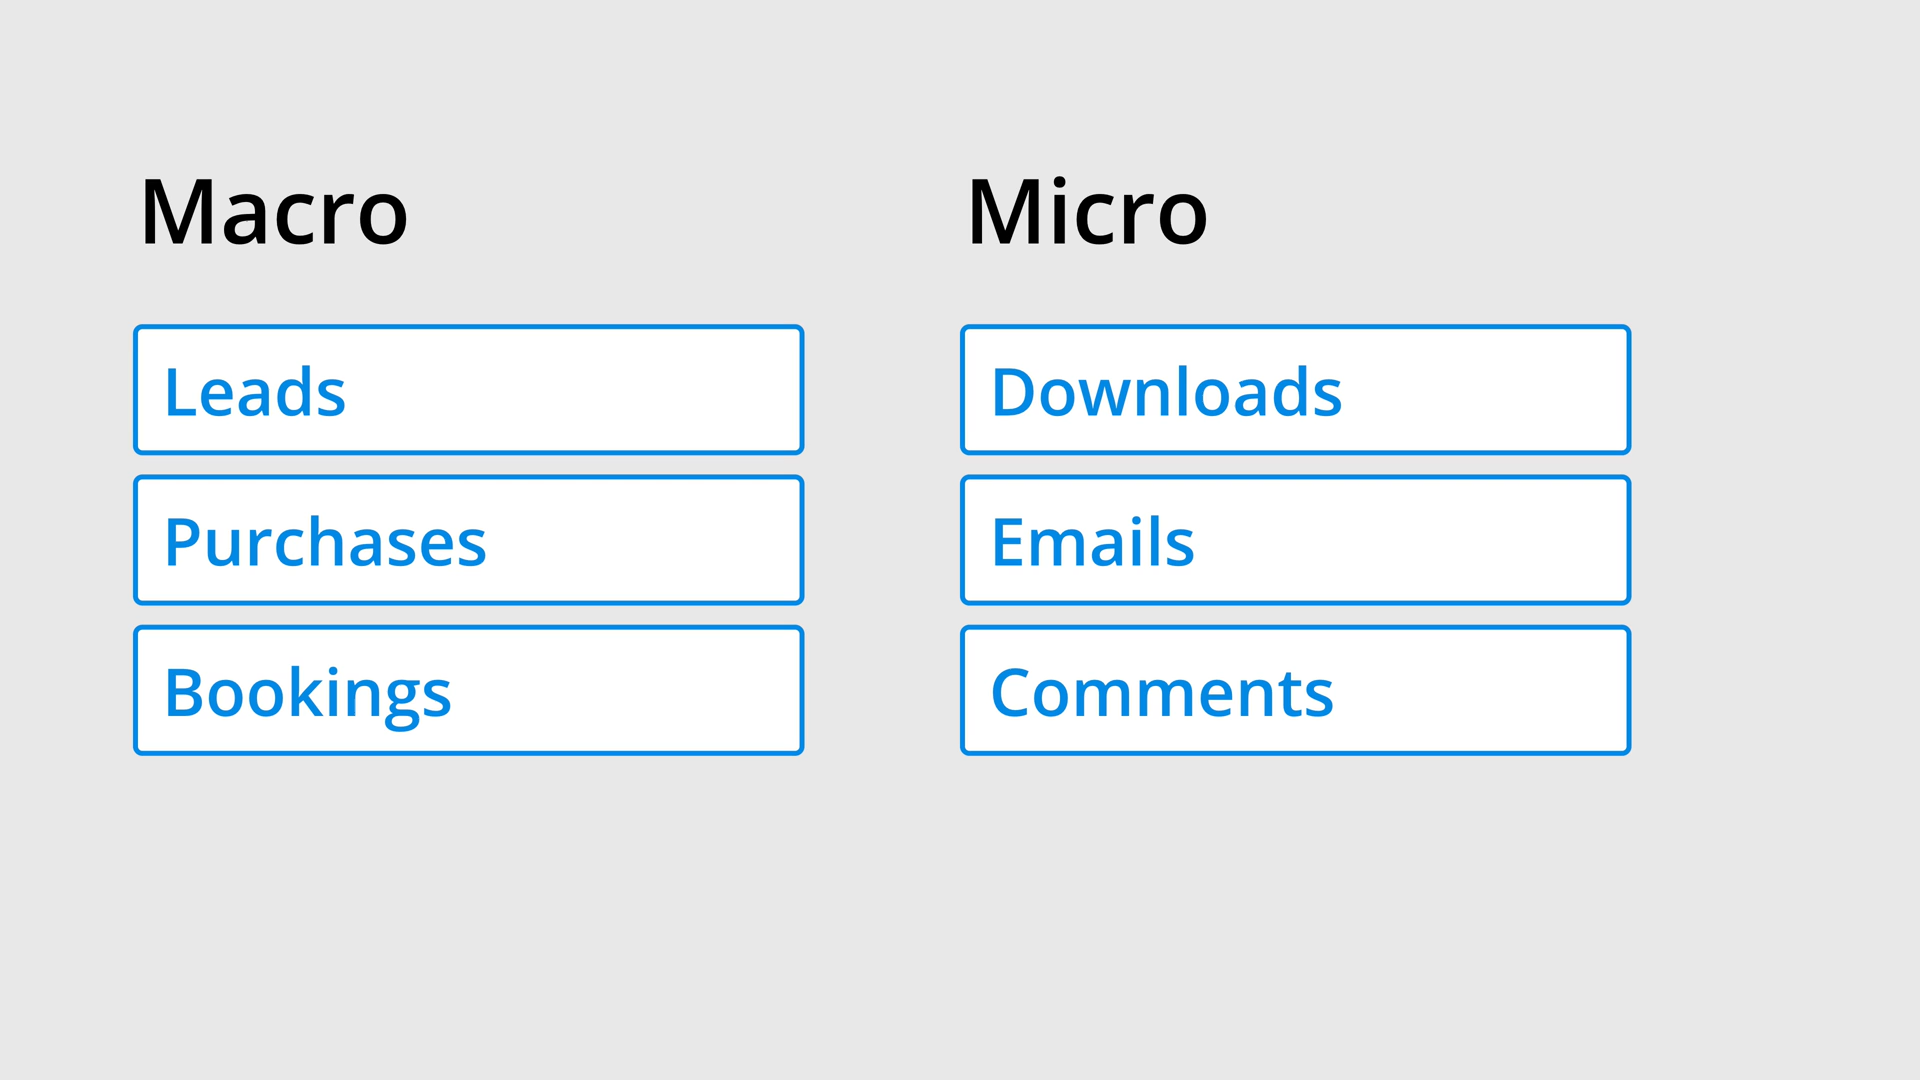 Macro
Leads
Purchases
Bookings
Micro
Downloads
Emails
Comments